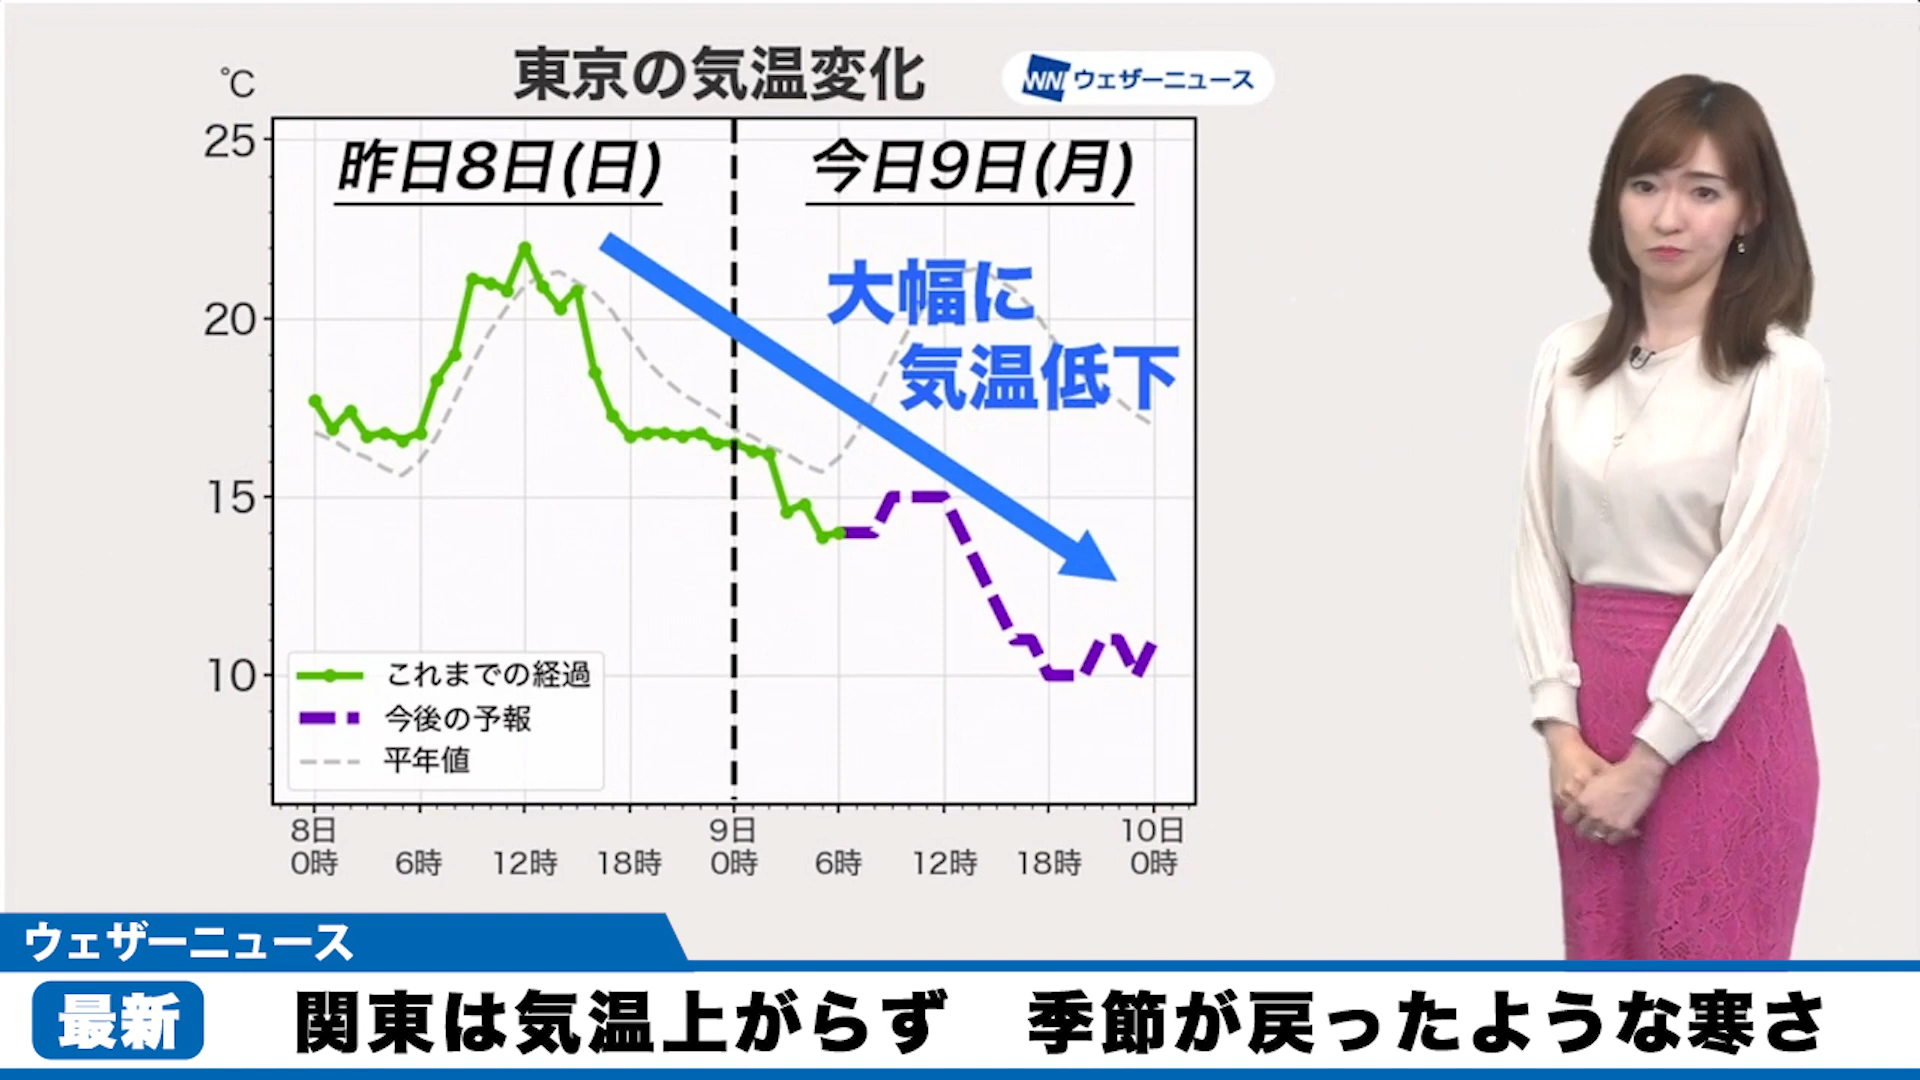 東京の気温変化
WNI ウェザーニュース
℃
昨日8日(日)
今日9日(月)
大幅に
気温低下
25
20
15
10
これまでの経過
今後の予報
平年値
8日 9日 10日
0時 6時 12時 18時 0時 6時 12時 18時 0時
ウェザーニュース
最新 関東は気温上がらず 季節が戻ったような寒さ